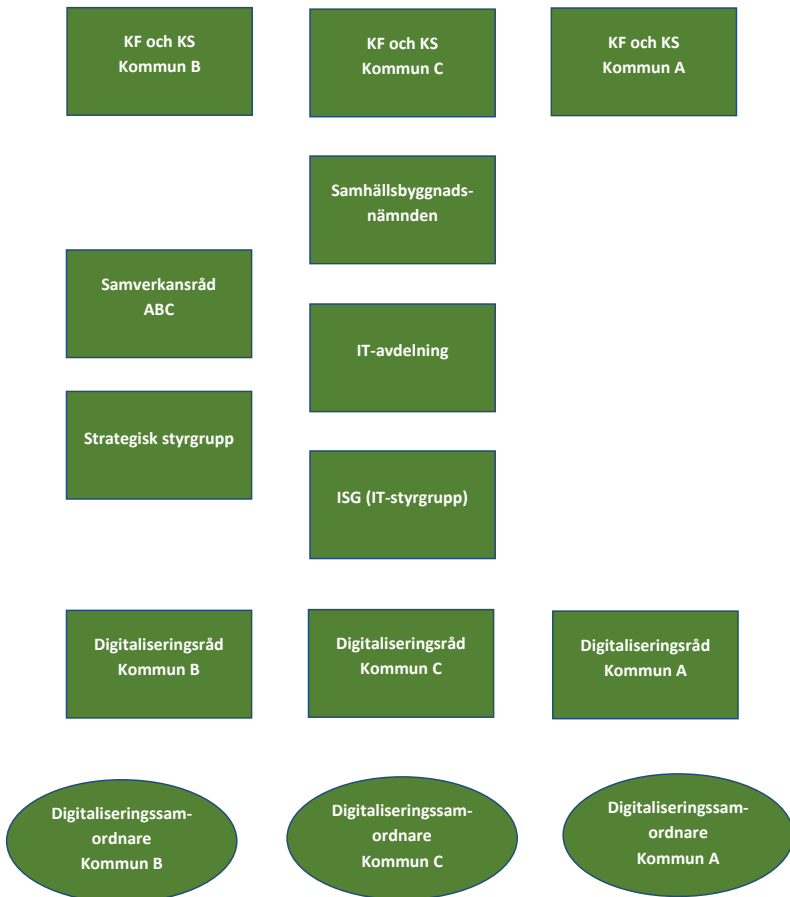 KF och KS
Kommun B
KF och KS
Kommun C
KF och KS
Kommun A
Samhällsbyggnads-
nämnden
Samverkansråd
ABC
IT-avdelning
Strategisk styrgrupp
ISG (IT-styrgrupp)
Digitaliseringsråd
Kommun B
Digitaliseringsråd
Kommun C
Digitaliseringsråd
Kommun A
Digitaliseringssam-
ordnare
Kommun B
Digitaliseringssam-
ordnare
Kommun C
Digitaliseringssam-
ordnare
Kommun A